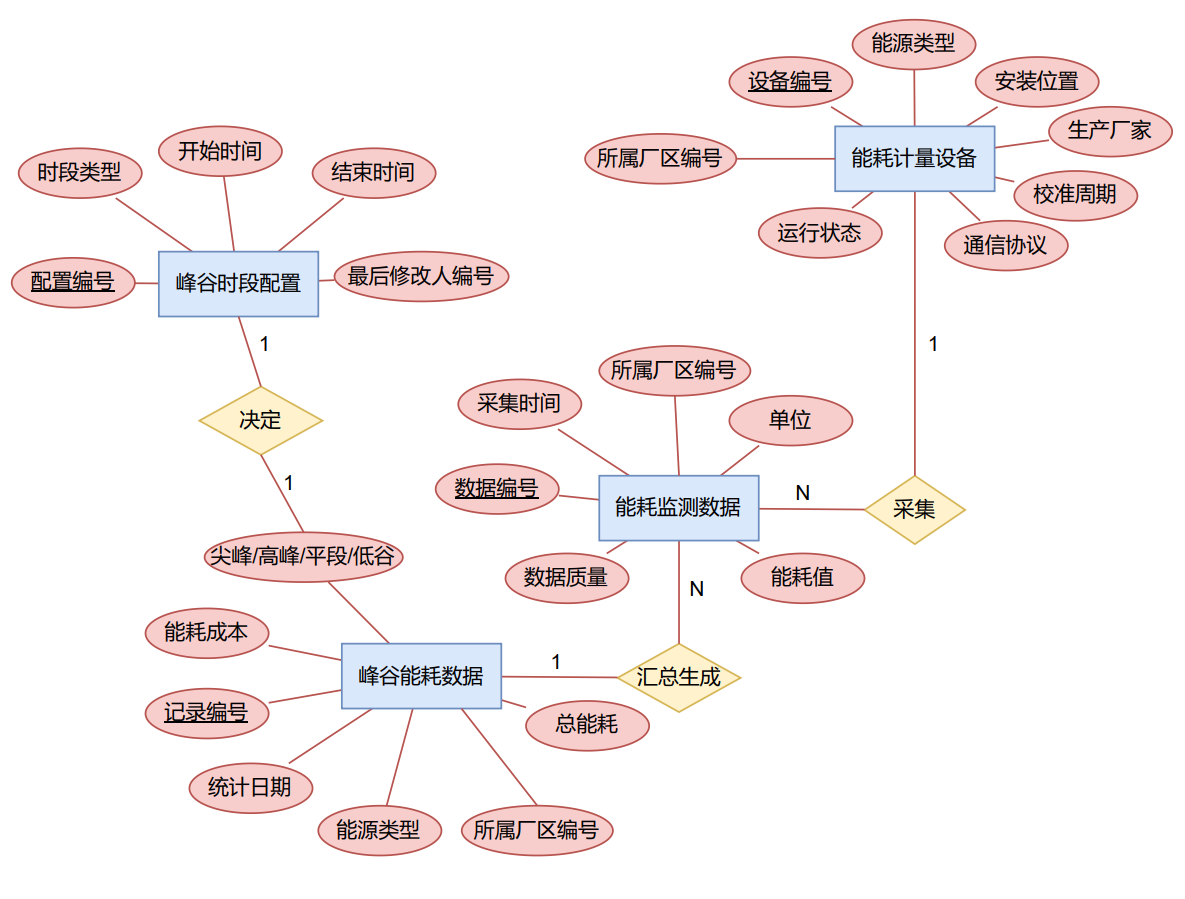 能源类型
设备编号
安装位置
生产厂家
所属厂区编号
能耗计量设备
校准周期
运行状态
通信协议
开始时间
时段类型
结束时间
配置编号
峰谷时段配置
最后修改人编号
1
1
决定
1
所属厂区编号
采集时间
单位
数据编号
能耗监测数据
N
采集
数据质量
能耗值
N
尖峰/高峰/平段/低谷
能耗成本
峰谷能耗数据
1
汇总生成
记录编号
总能耗
统计日期
能源类型
所属厂区编号